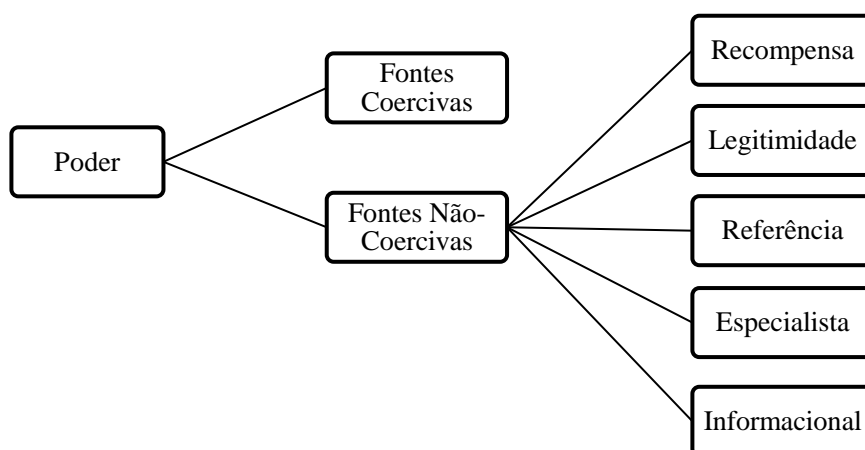 Poder
Fontes
Coercivas
Fontes Não-
Coercivas
Recompensa
Legitimidade
Referência
Especialista
Informacional